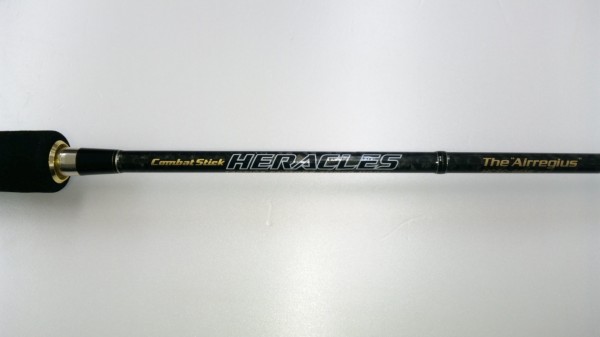 Combat Stick HERACLES The "Airregius"